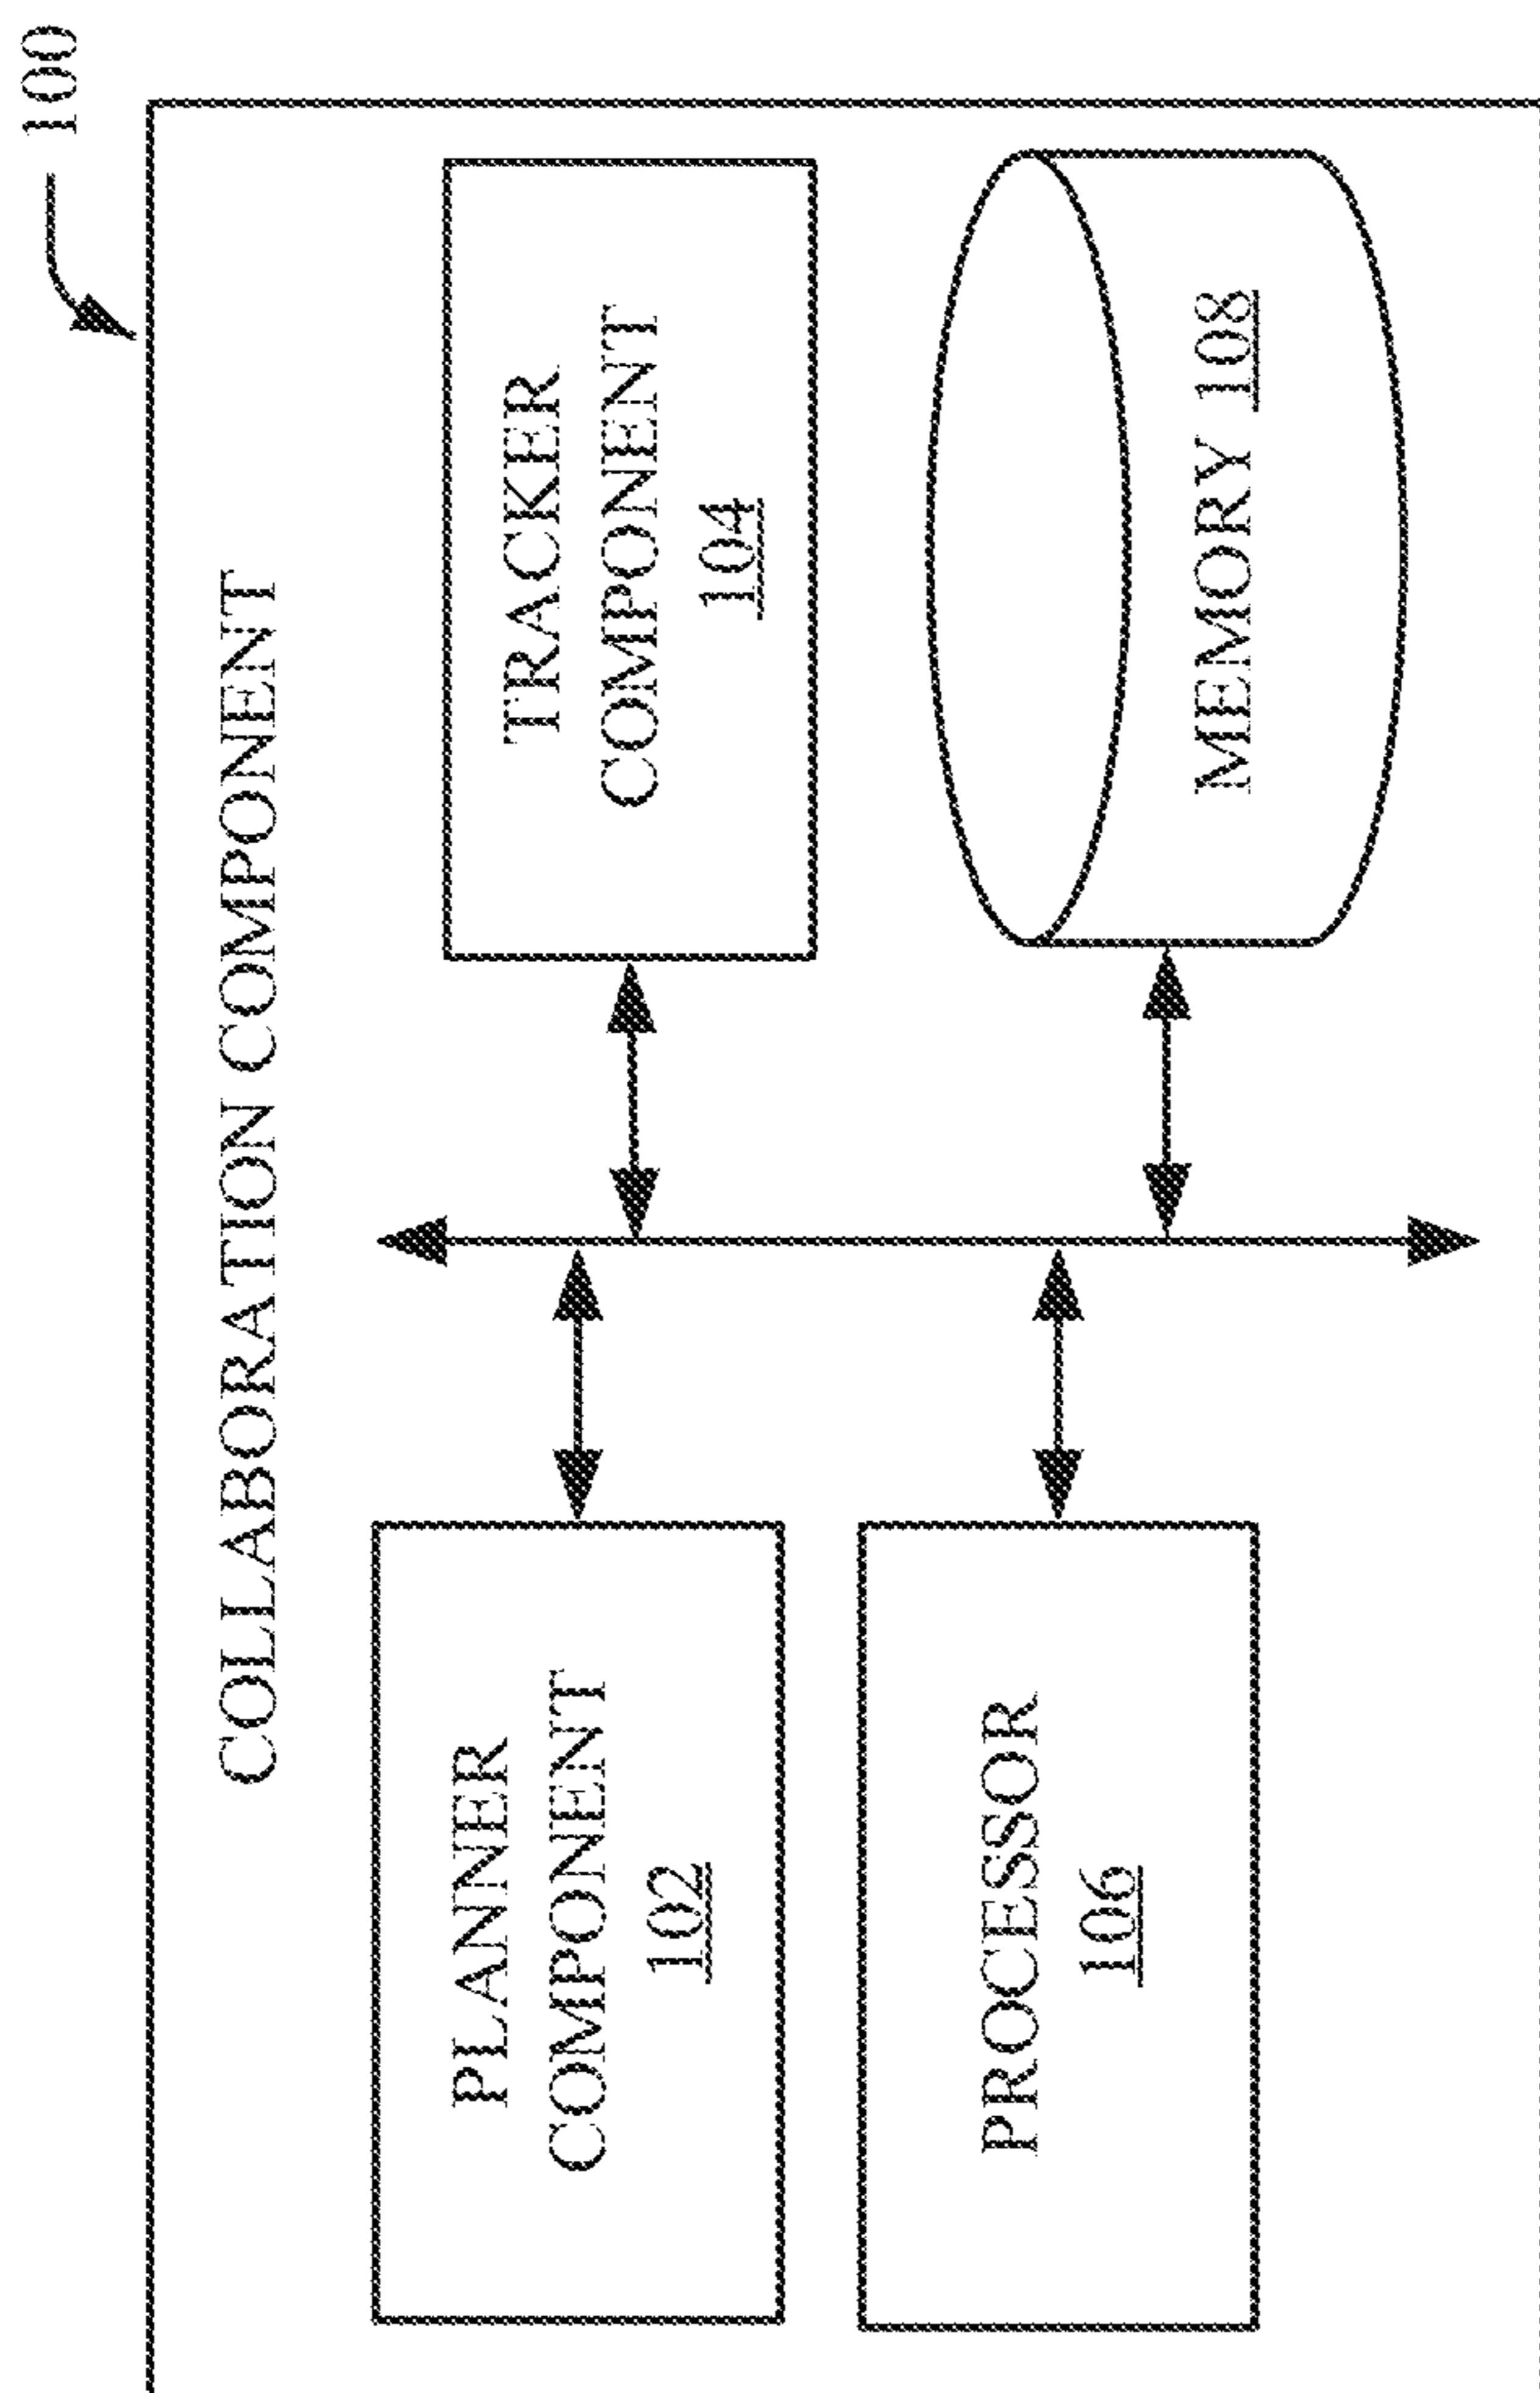 100
COLLABORATION COMPONENT
PLANNER
COMPONENT
102
TRACKER
COMPONENT
104
PROCESSOR
106
MEMORY 108